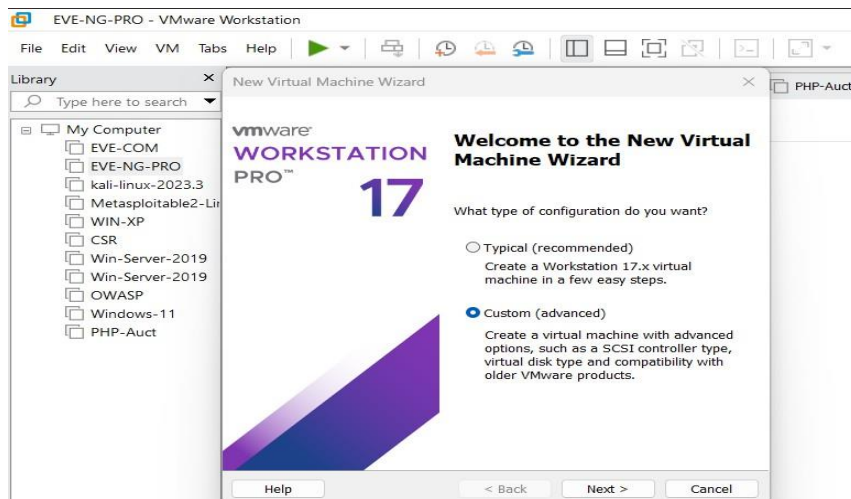 EVE-NG-PRO - VMware Workstation
File Edit View VM Tabs Help
Library
Type here to search
My Computer
EVE-COM
EVE-NG-PRO
kali-linux-2023.3
Metasploitable2-Lir
WIN-XP
CSR
Win-Server-2019
Win-Server-2019
OWASP
Windows-11
PHP-Auct
New Virtual Machine Wizard
vmware
WORKSTATION
PRO™
17
Welcome to the New Virtual
Machine Wizard
What type of configuration do you want?
Typical (recommended)
Create a Workstation 17.x virtual
machine in a few easy steps.
Custom (advanced)
Create a virtual machine with advanced
options, such as a SCSI controller type,
virtual disk type and compatibility with
older VMware products.
Help < Back Next > Cancel
PHP-Auct